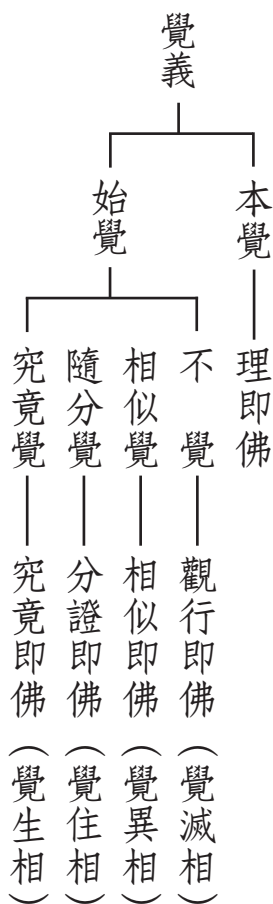 覺義
本覺
理即佛
始覺
不覺
觀行即佛（覺滅相）
相似覺
相似即佛（覺異相）
隨分覺
分證即佛（覺住相）
究竟覺
究竟即佛（覺生相）